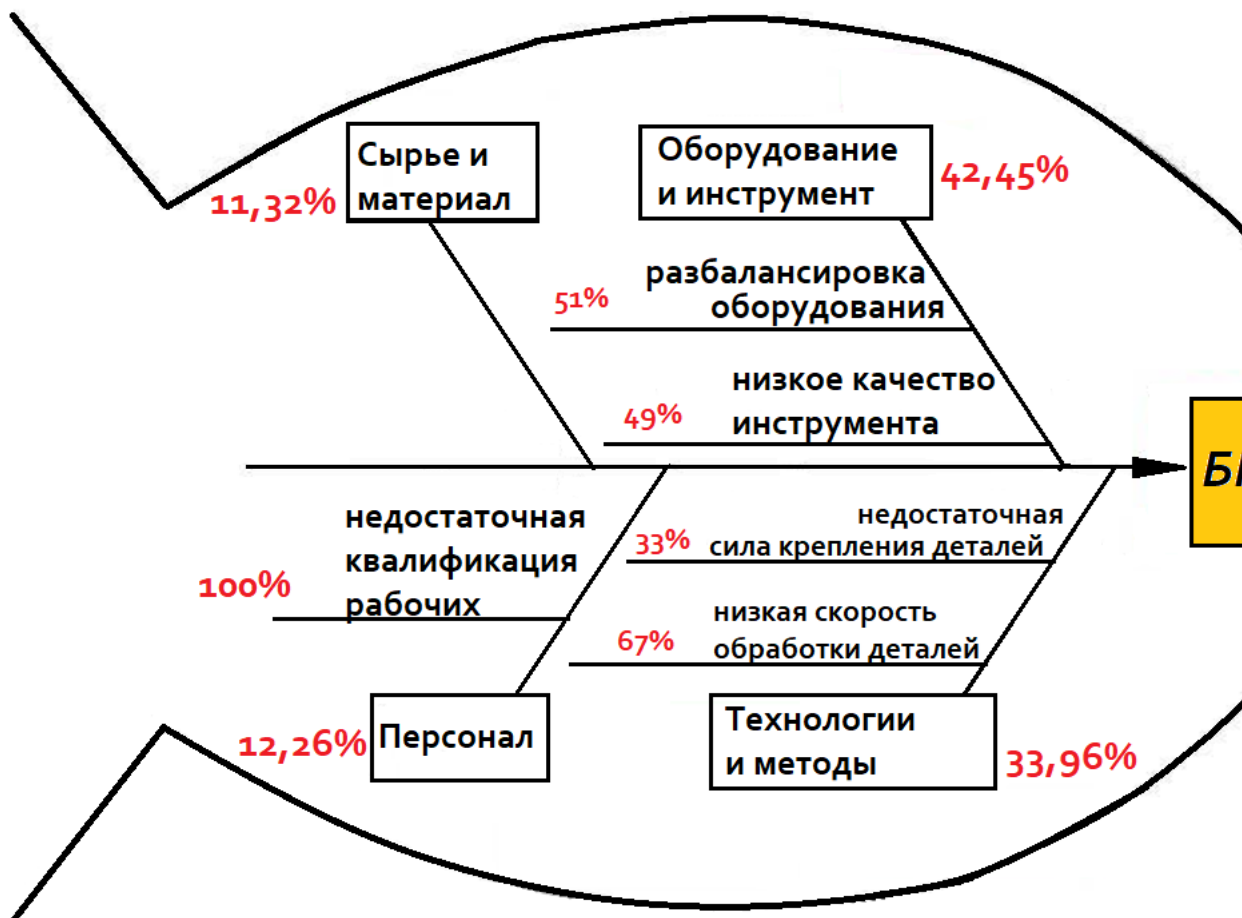 Сырье и
материал
11,32%
Оборудование
и инструмент
42,45%
разбалансировка
оборудования
51%
низкое качество
инструмента
49%
недостаточная
квалификация
рабочих
100%
недостаточная
сила крепления деталей
33%
низкая скорость
обработки деталей
67%
Персонал
12,26%
Технологии
и методы
33,96%